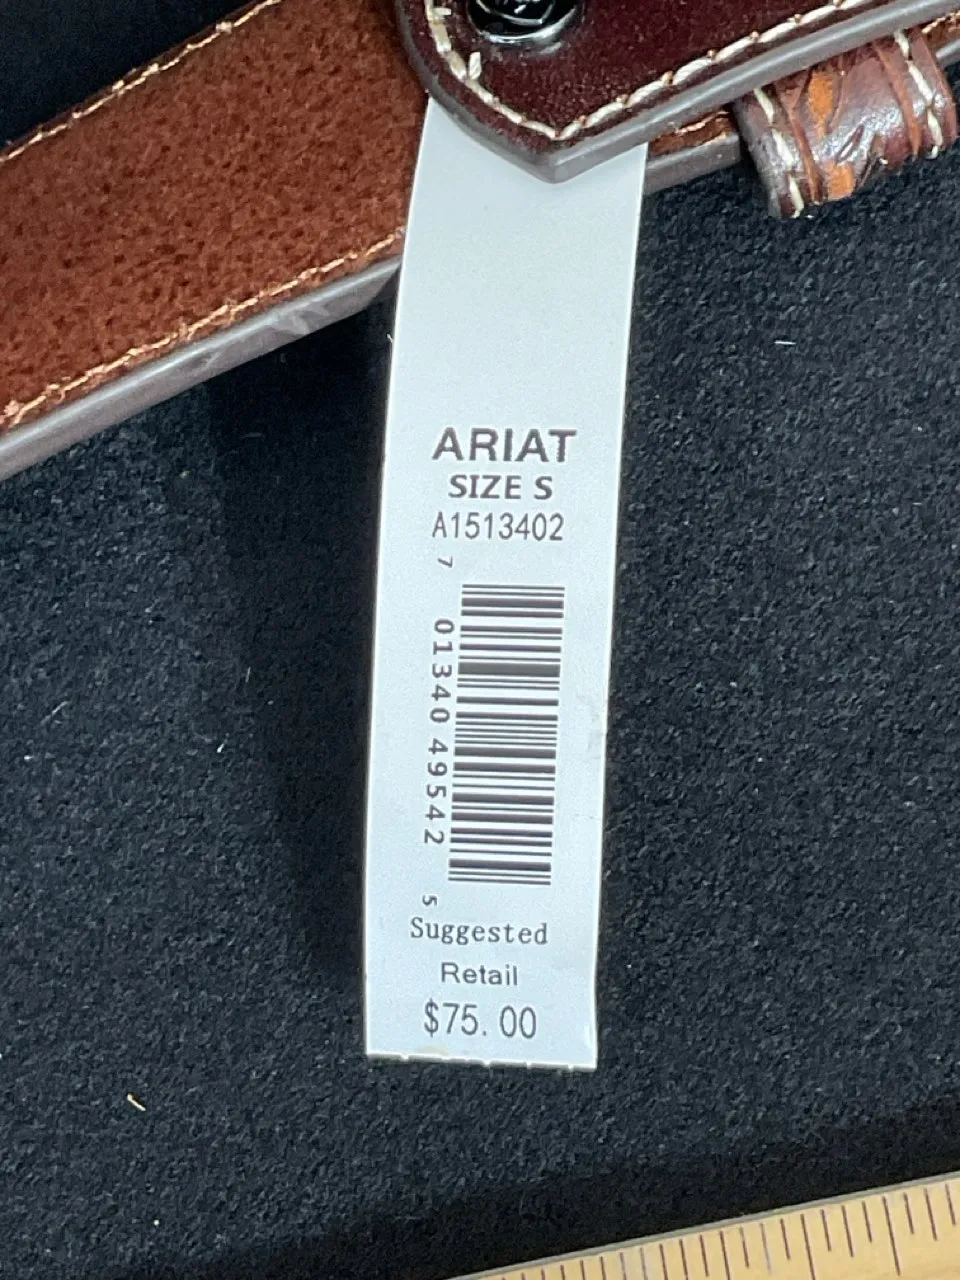 ARIAT
SIZE S
A1513402
7 01340 49542 5
Suggested
Retail
$75.00